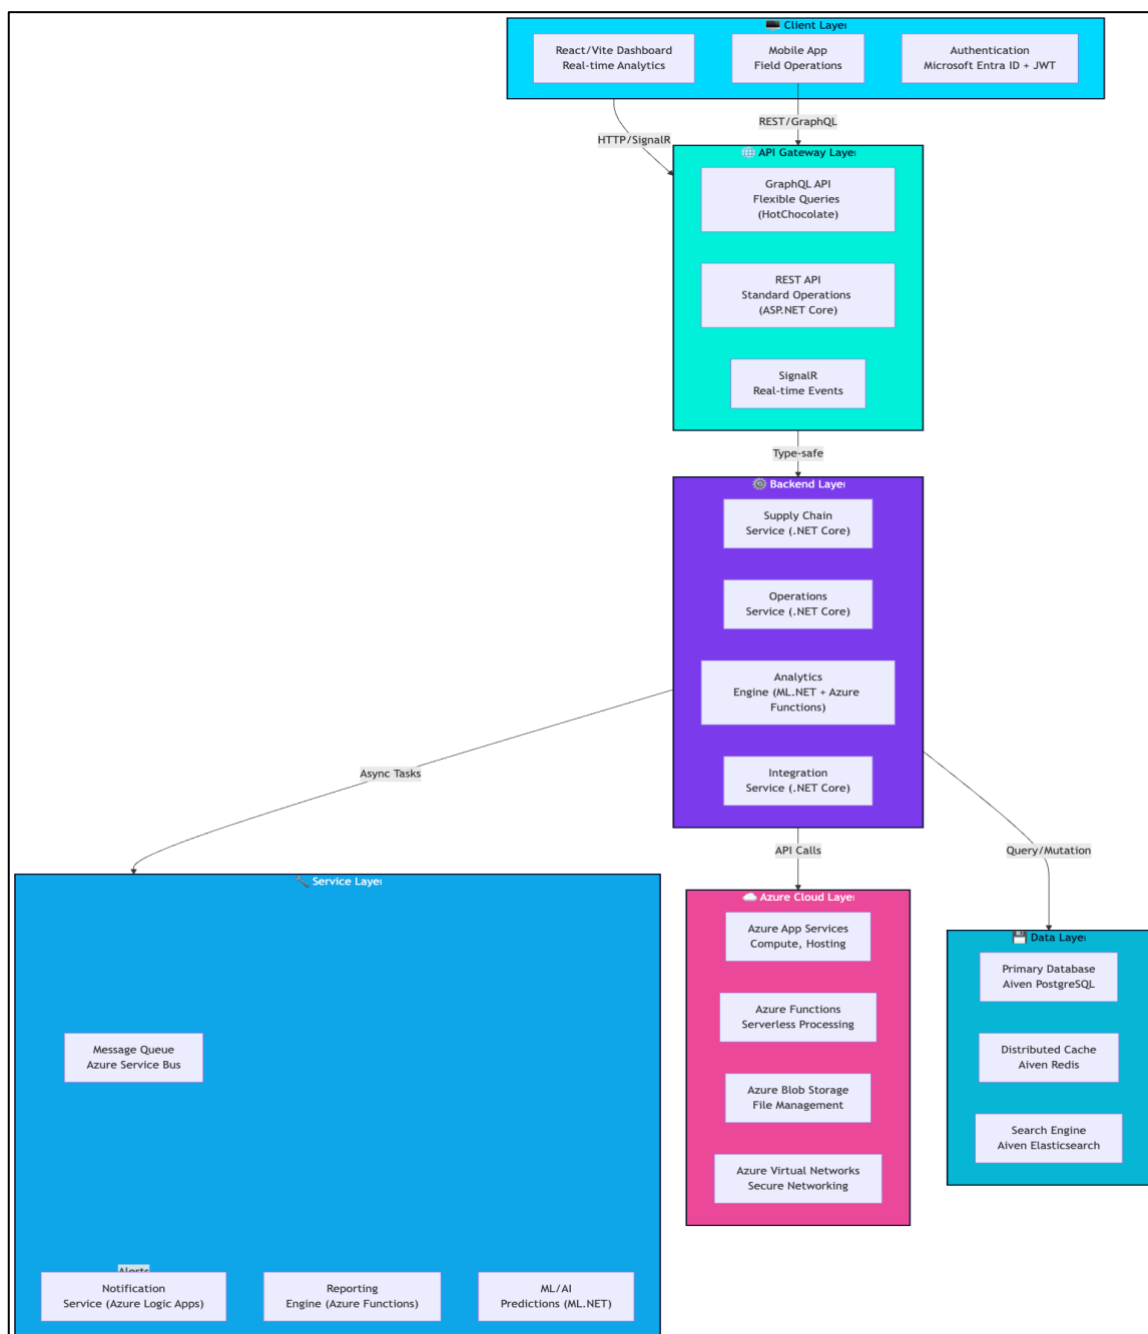 🖥️ Client Layer
React/Vite Dashboard
Real-time Analytics
Mobile App
Field Operations
Authentication
Microsoft Entra ID + JWT
HTTP/SignalR
REST/GraphQL
🌐 API Gateway Layer
GraphQL API
Flexible Queries
(HotChocolate)
REST API
Standard Operations
(ASP.NET Core)
SignalR
Real-time Events
Type-safe
⚙️ Backend Layer
Supply Chain
Service (.NET Core)
Operations
Service (.NET Core)
Analytics
Engine (ML.NET + Azure
Functions)
Integration
Service (.NET Core)
Async Tasks
API Calls
Query/Mutation
🔧 Service Layer
Message Queue
Azure Service Bus
Alerts
Notification
Service (Azure Logic Apps)
Reporting
Engine (Azure Functions)
ML/AI
Predictions (ML.NET)
☁️ Azure Cloud Layer
Azure App Services
Compute, Hosting
Azure Functions
Serverless Processing
Azure Blob Storage
File Management
Azure Virtual Networks
Secure Networking
💾 Data Layer
Primary Database
Aiven PostgreSQL
Distributed Cache
Aiven Redis
Search Engine
Aiven Elasticsearch